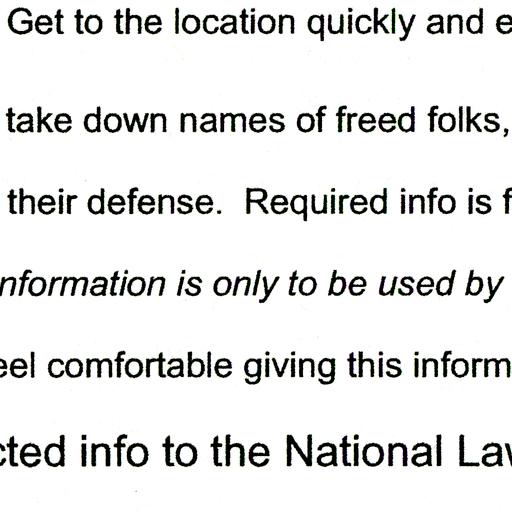 Get to the location quickly and e
take down names of freed folks,
their defense.  Required info is f
nformation is only to be used by
eel comfortable giving this inform
cted info to the National Law